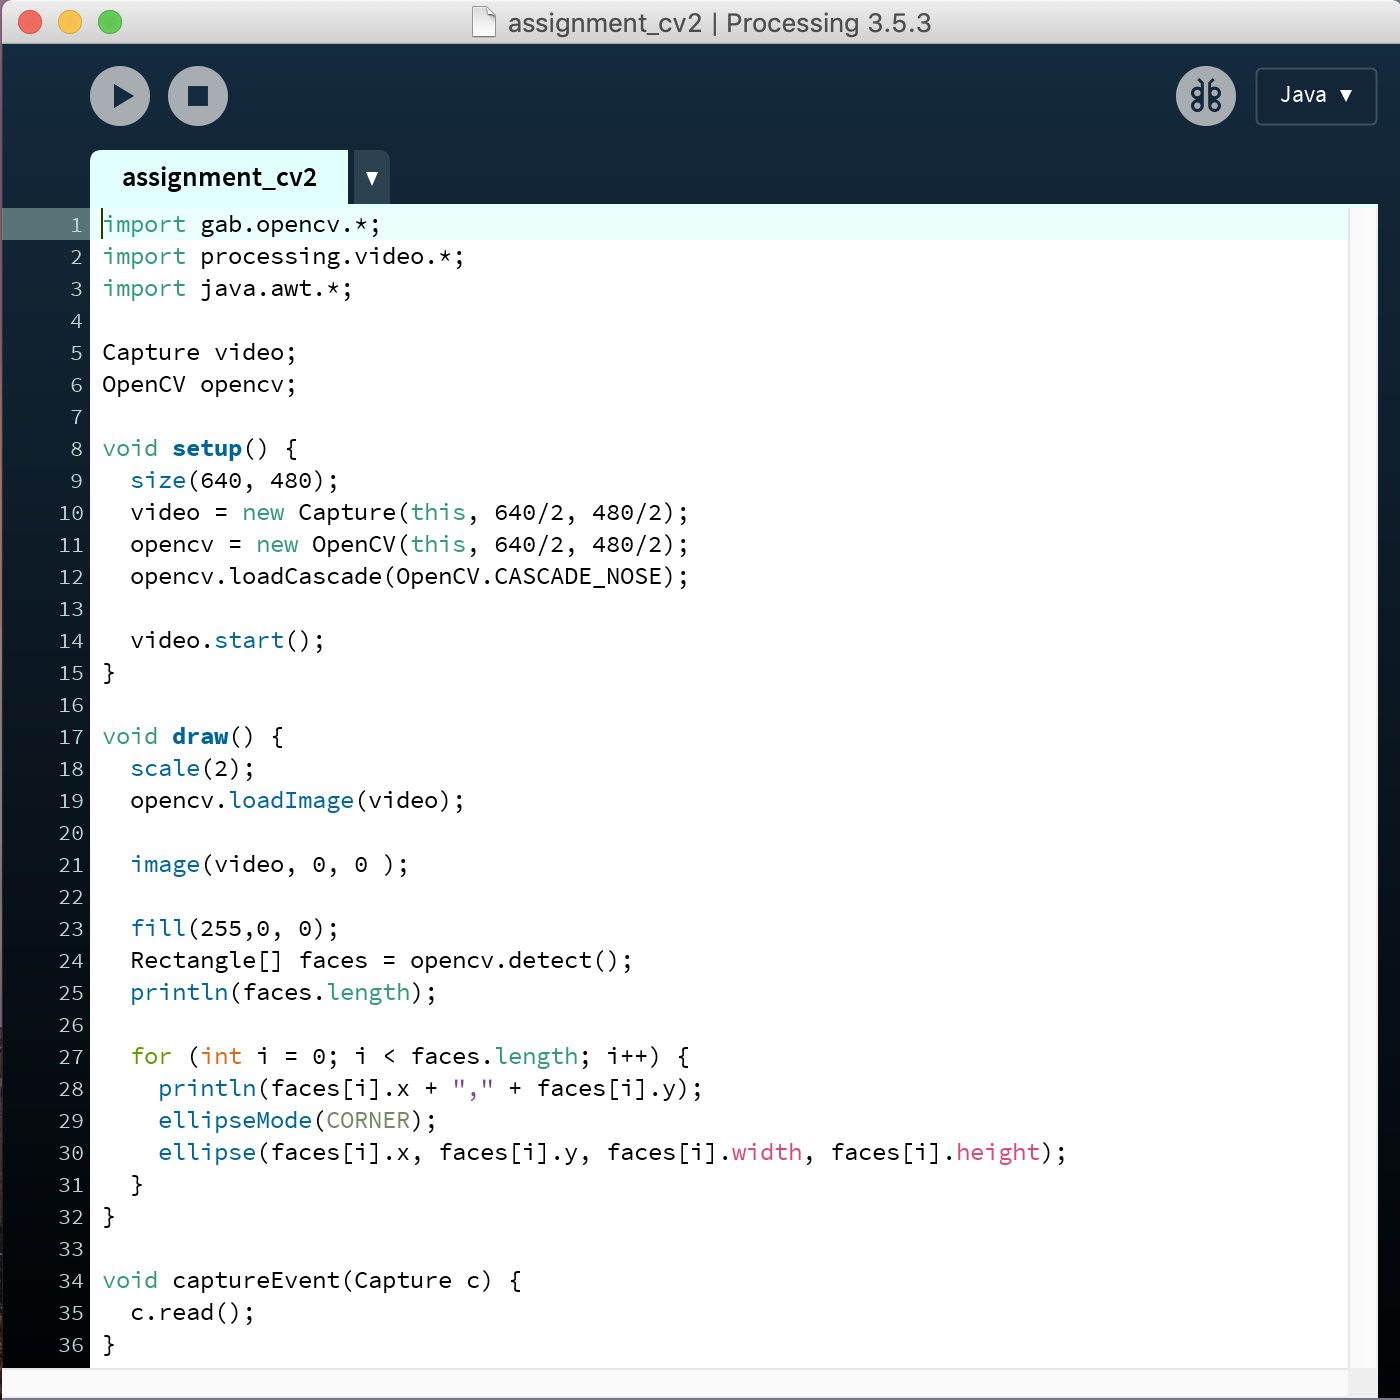 assignment_cv2 | Processing 3.5.3
Java ▼
assignment_cv2 ▼
1 import gab.opencv.*;
2 import processing.video.*;
3 import java.awt.*;
4
5 Capture video;
6 OpenCV opencv;
7
8 void setup() {
9   size(640, 480);
10   video = new Capture(this, 640/2, 480/2);
11   opencv = new OpenCV(this, 640/2, 480/2);
12   opencv.loadCascade(OpenCV.CASCADE_NOSE);
13
14   video.start();
15 }
16
17 void draw() {
18   scale(2);
19   opencv.loadImage(video);
20
21   image(video, 0, 0 );
22
23   fill(255,0, 0);
24   Rectangle[] faces = opencv.detect();
25   println(faces.length);
26
27   for (int i = 0; i < faces.length; i++) {
28     println(faces[i].x + "," + faces[i].y);
29     ellipseMode(CORNER);
30     ellipse(faces[i].x, faces[i].y, faces[i].width, faces[i].height);
31   }
32 }
33
34 void captureEvent(Capture c) {
35   c.read();
36 }